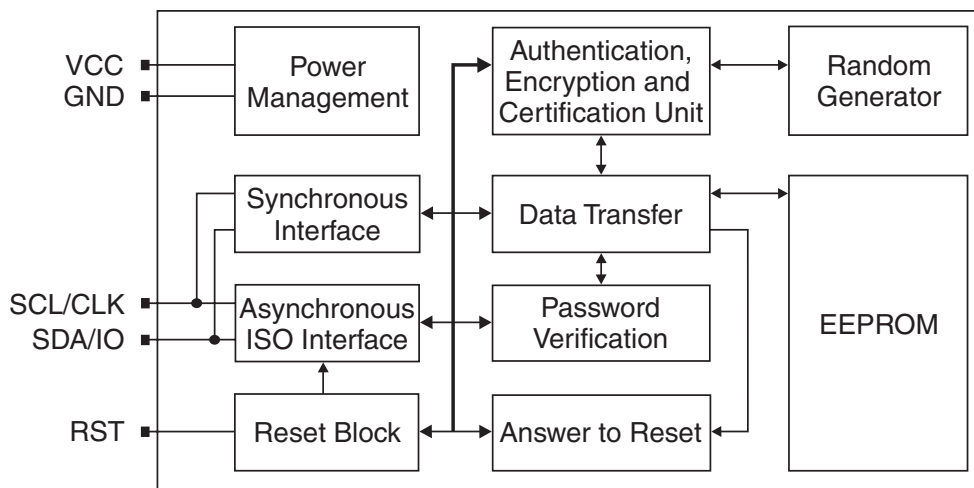 VCC
GND
Power
Management
Authentication,
Encryption and
Certification Unit
Random
Generator
Synchronous
Interface
Data Transfer
SCL/CLK
SDA/IO
Asynchronous
ISO Interface
Password
Verification
EEPROM
RST
Reset Block
Answer to Reset